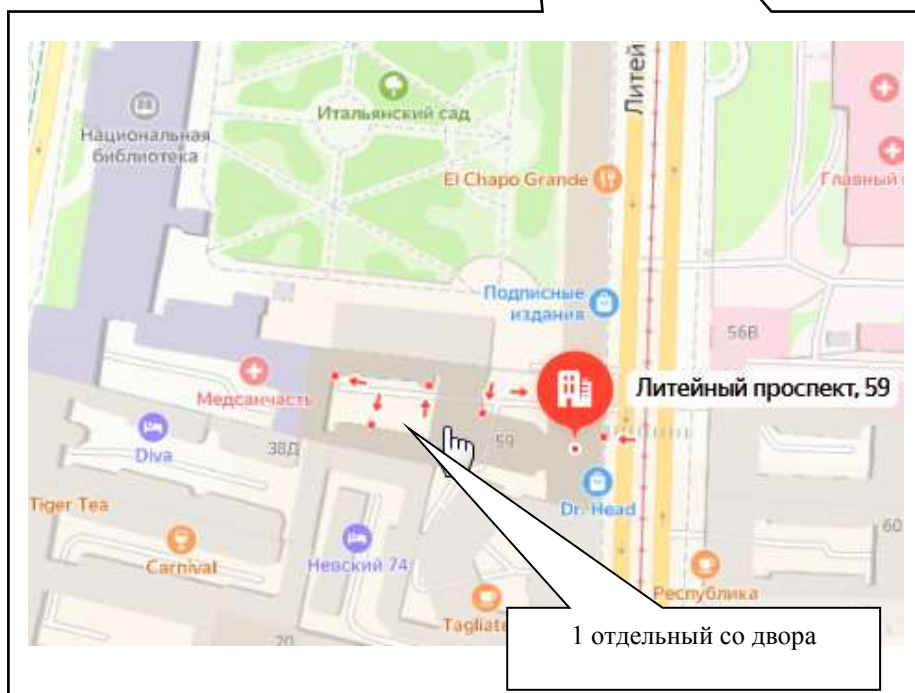 Литей
Итальянский сад
Национальная
библиотека
El Chapo Grande
Главный
Подписные
издания
56В
Медсанчасть
Литейный проспект, 59
59
38Д
Diva
Dr. Head
Tiger Tea
60
Carnival
Невский 74
Республика
Tagliat
20
1 отдельный со двора